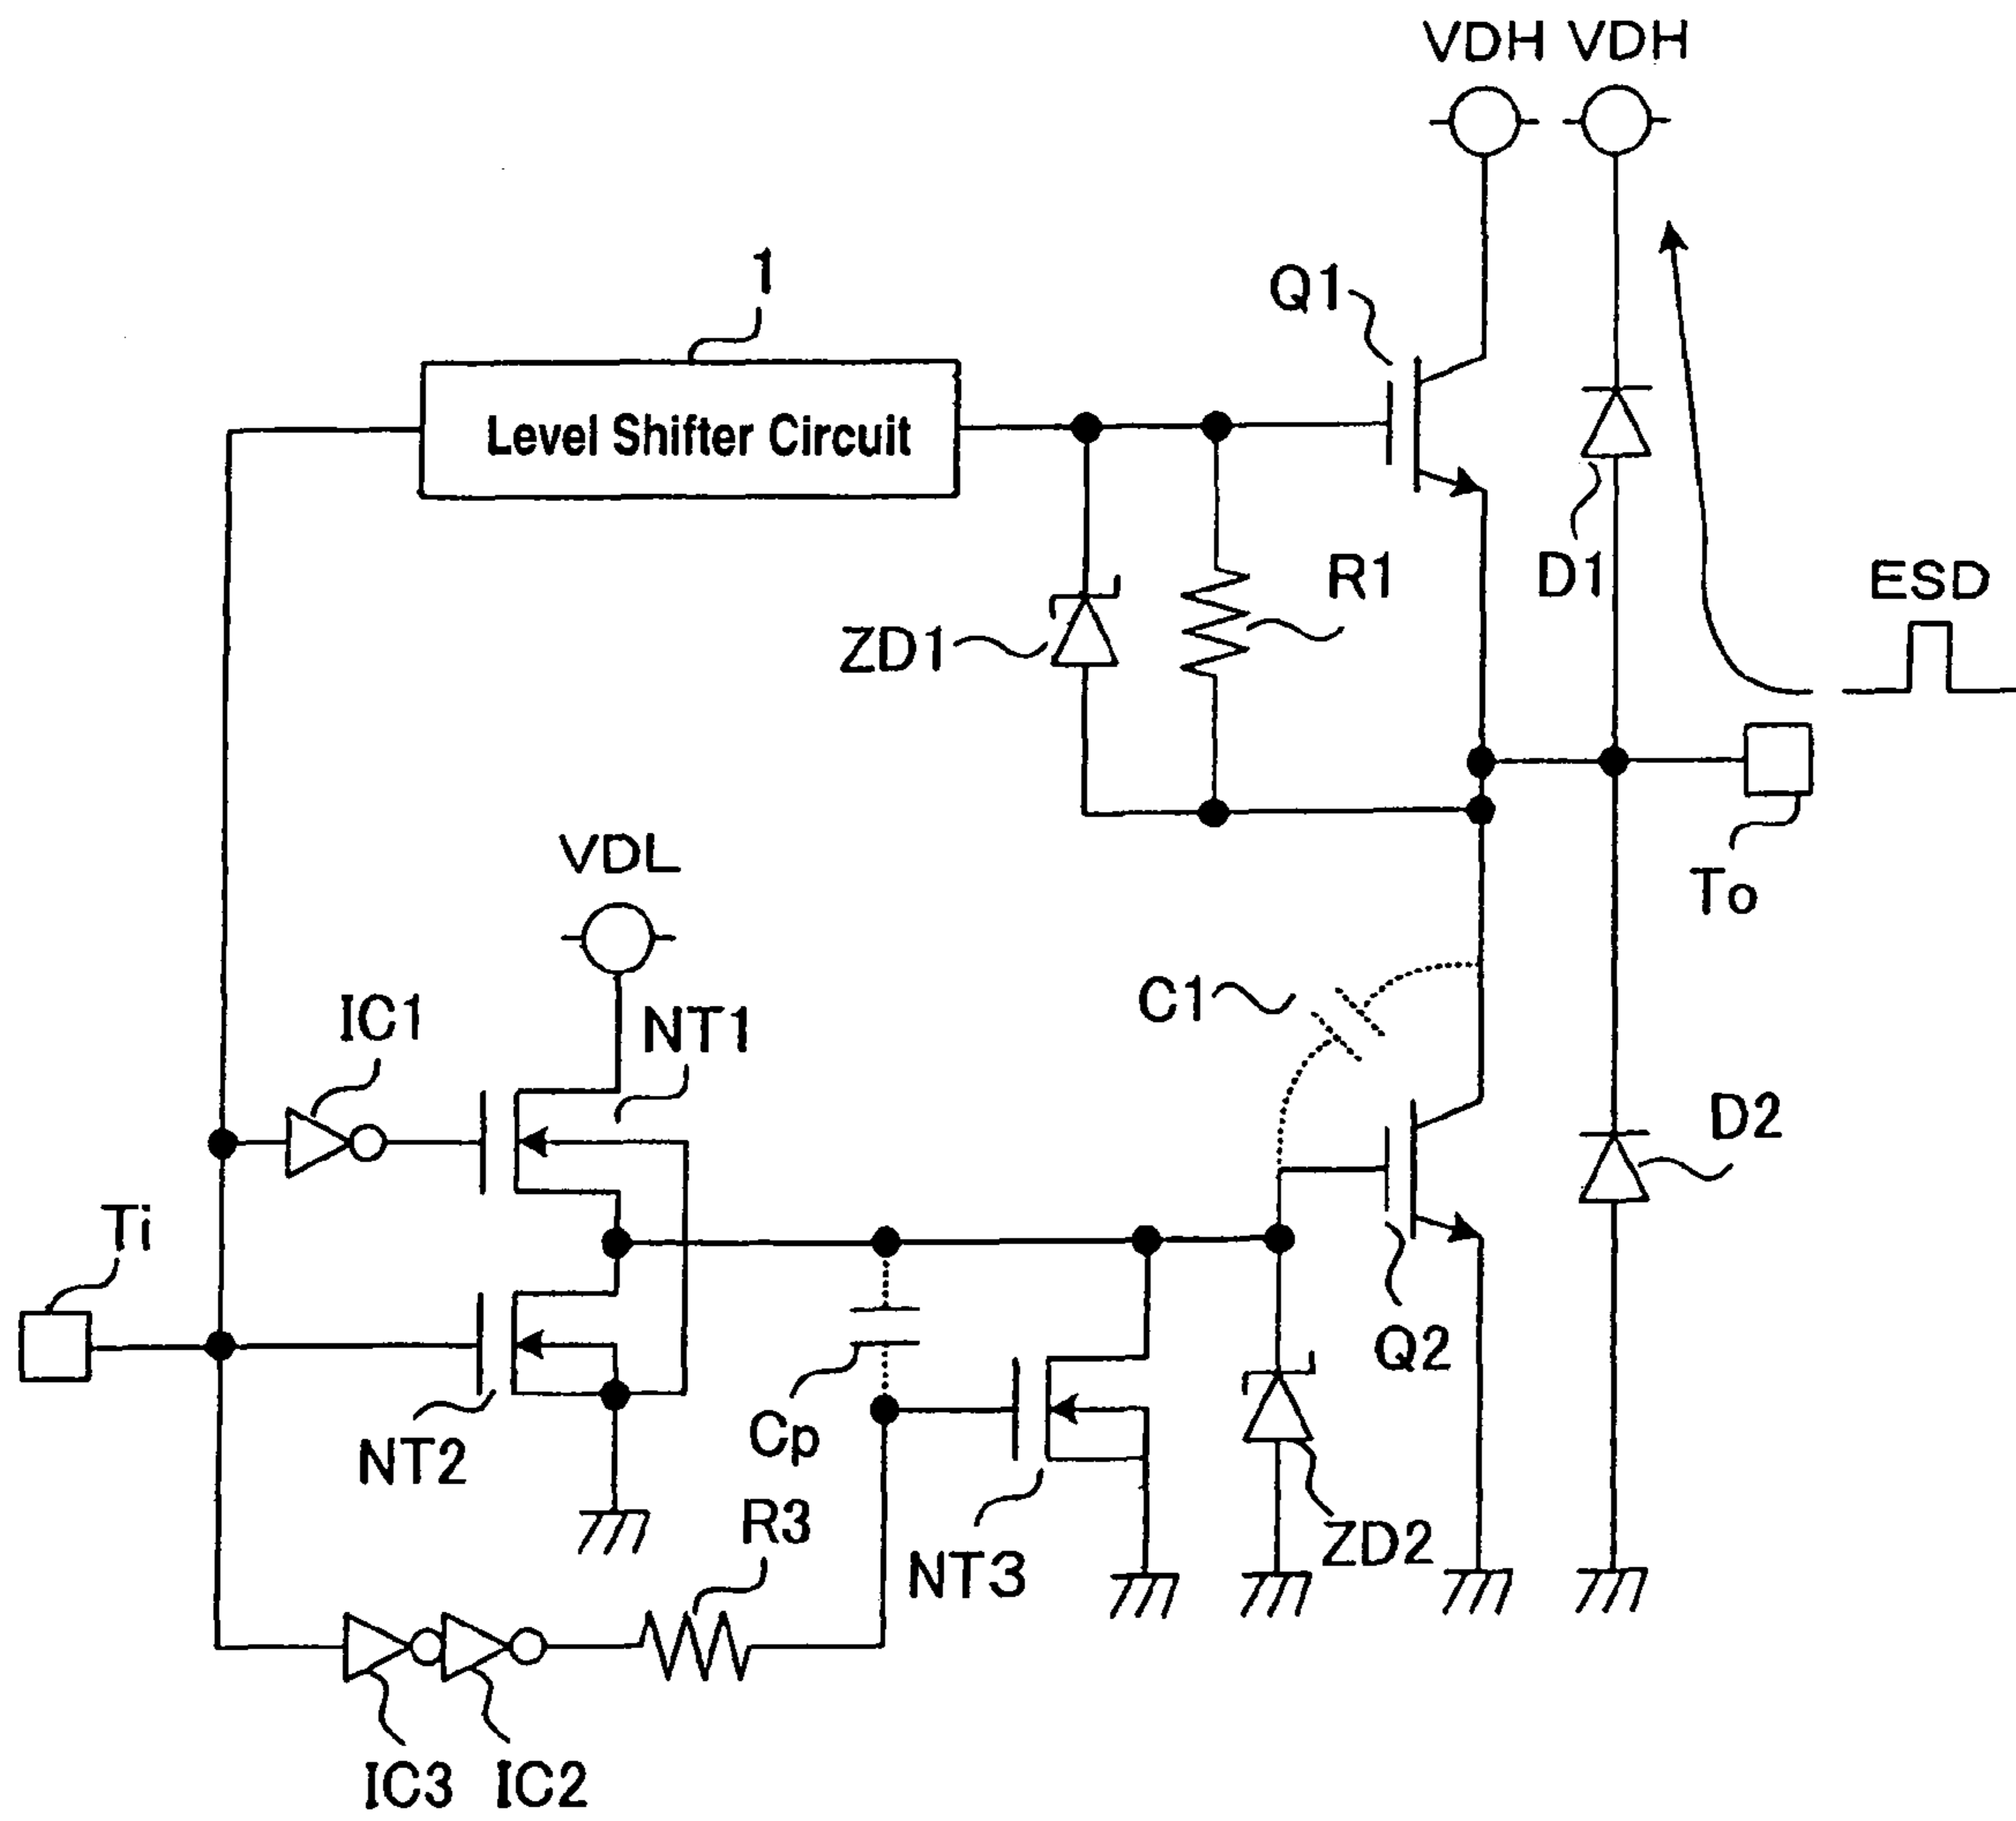 VDH VDH
1
Q1
Level Shifter Circuit
R1
D1
ESD
ZD1
VDL
To
IC1
NT1
C1
D2
Ti
Q2
Cp
NT2
R3
NT3
ZD2
IC3 IC2